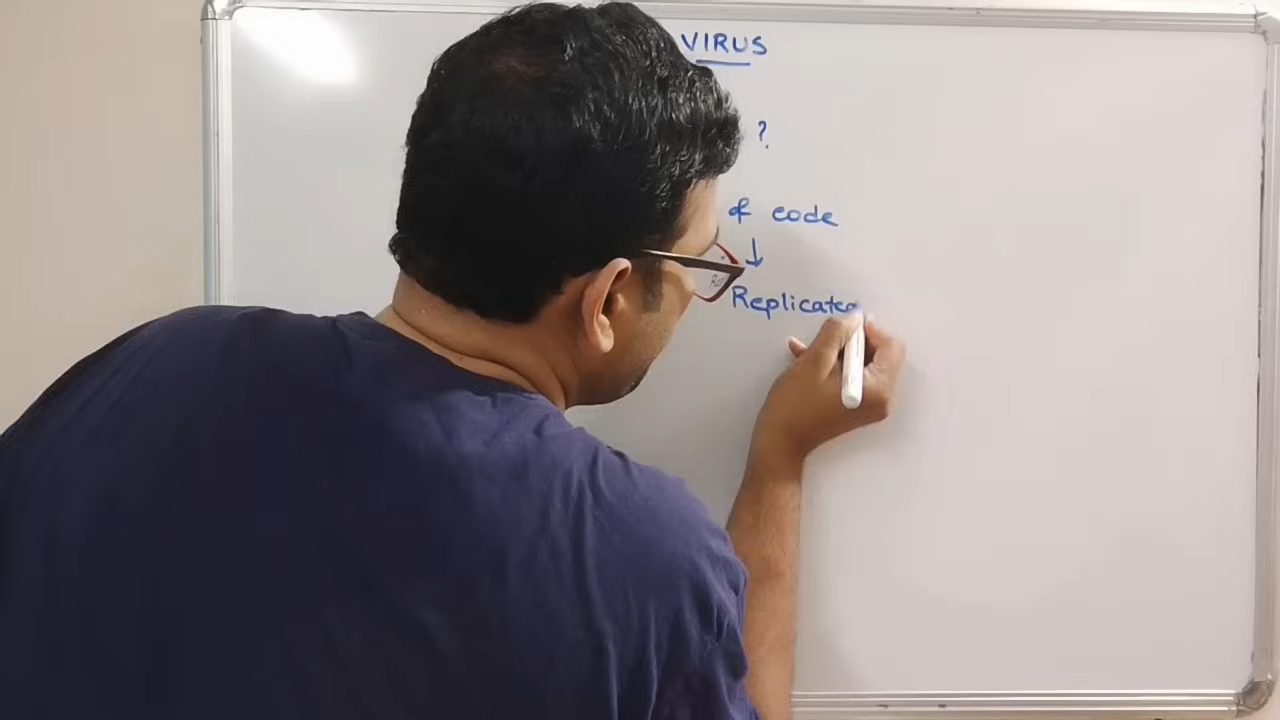 VIRUS
?
of code
↓
Replicate